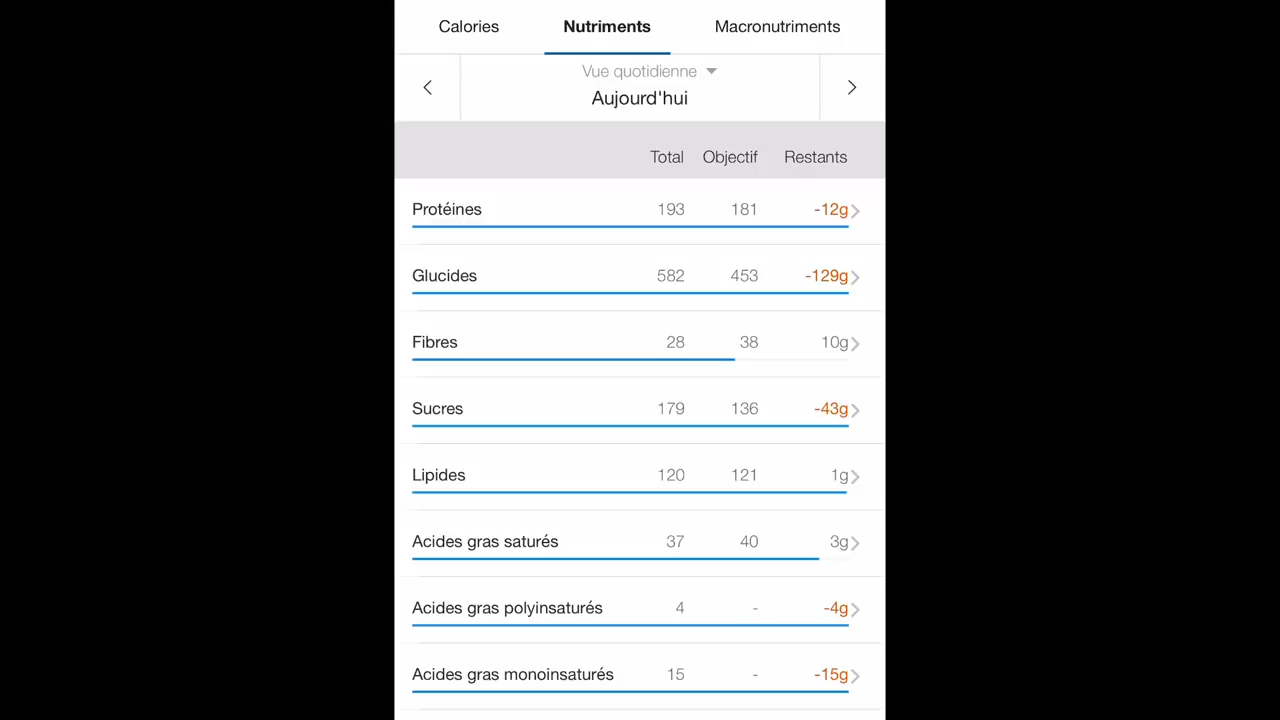 Calories Nutriments Macronutriments
Vue quotidienne
Aujourd'hui
Total Objectif Restants
Protéines 193 181 -12g
Glucides 582 453 -129g
Fibres 28 38 10g
Sucres 179 136 -43g
Lipides 120 121 1g
Acides gras saturés 37 40 3g
Acides gras polyinsaturés 4 - -4g
Acides gras monoinsaturés 15 - -15g